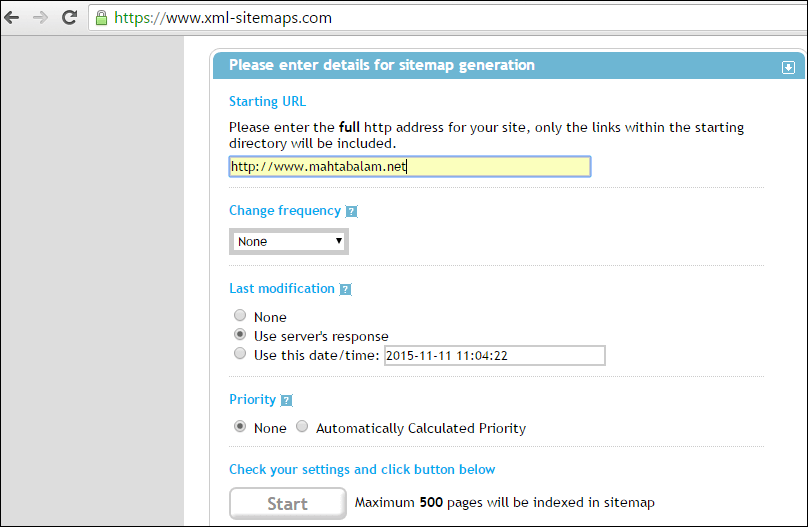 https://www.xml-sitemaps.com
Please enter details for sitemap generation
Starting URL
Please enter the full http address for your site, only the links within the starting
directory will be included.
http://www.mahtabalam.net
Change frequency ?
None
Last modification ?
None
Use server's response
Use this date/time: 2015-11-11 11:04:22
Priority ?
None Automatically Calculated Priority
Check your settings and click button below
Start Maximum 500 pages will be indexed in sitemap